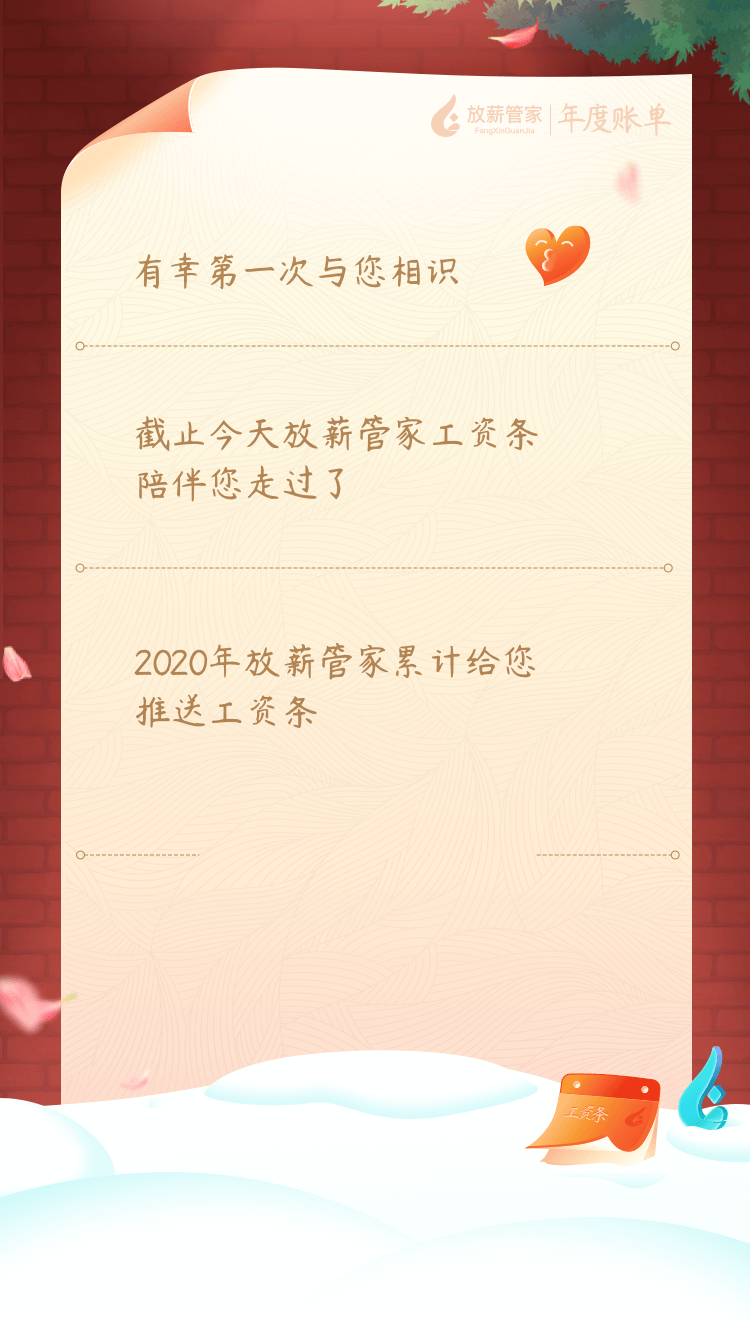 放薪管家
FangXinGuanJia
年度账单
有幸第一次与您相识
截止今天放薪管家工资条
陪伴您走过了
2020年放薪管家累计给您
推送工资条
工资条